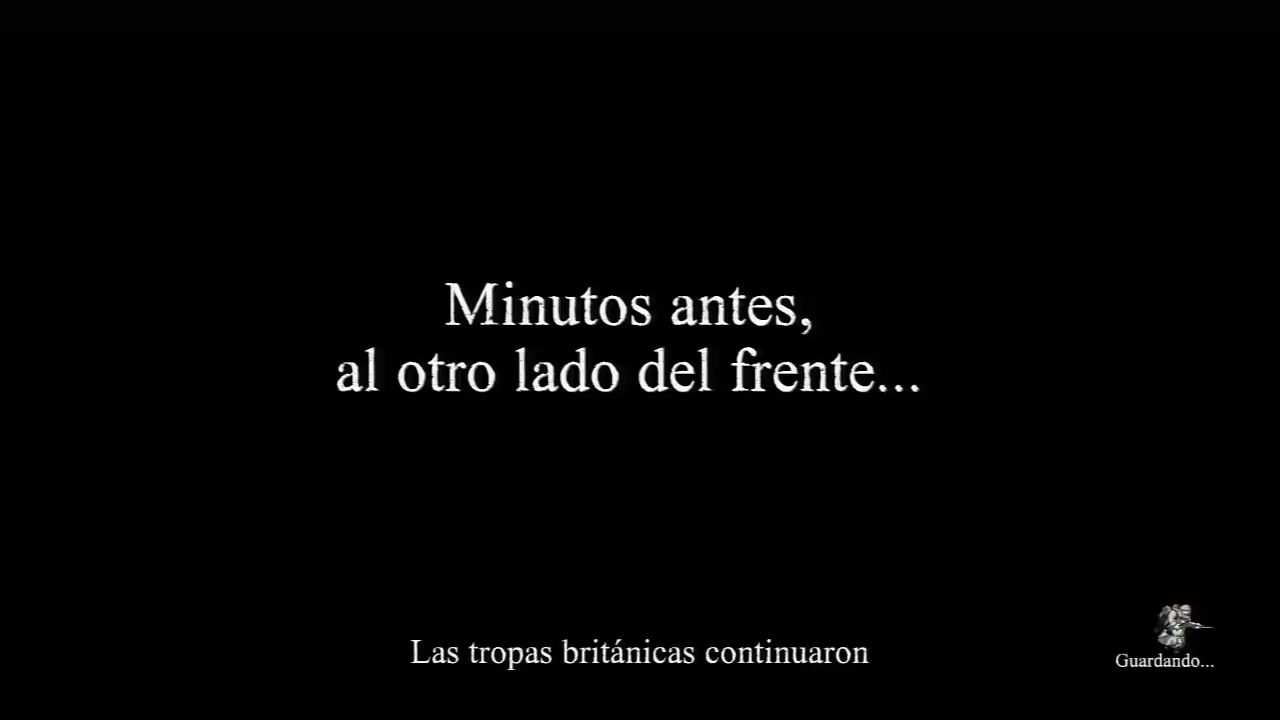 Minutos antes,
al otro lado del frente...
Las tropas británicas continuaron
Guardando...